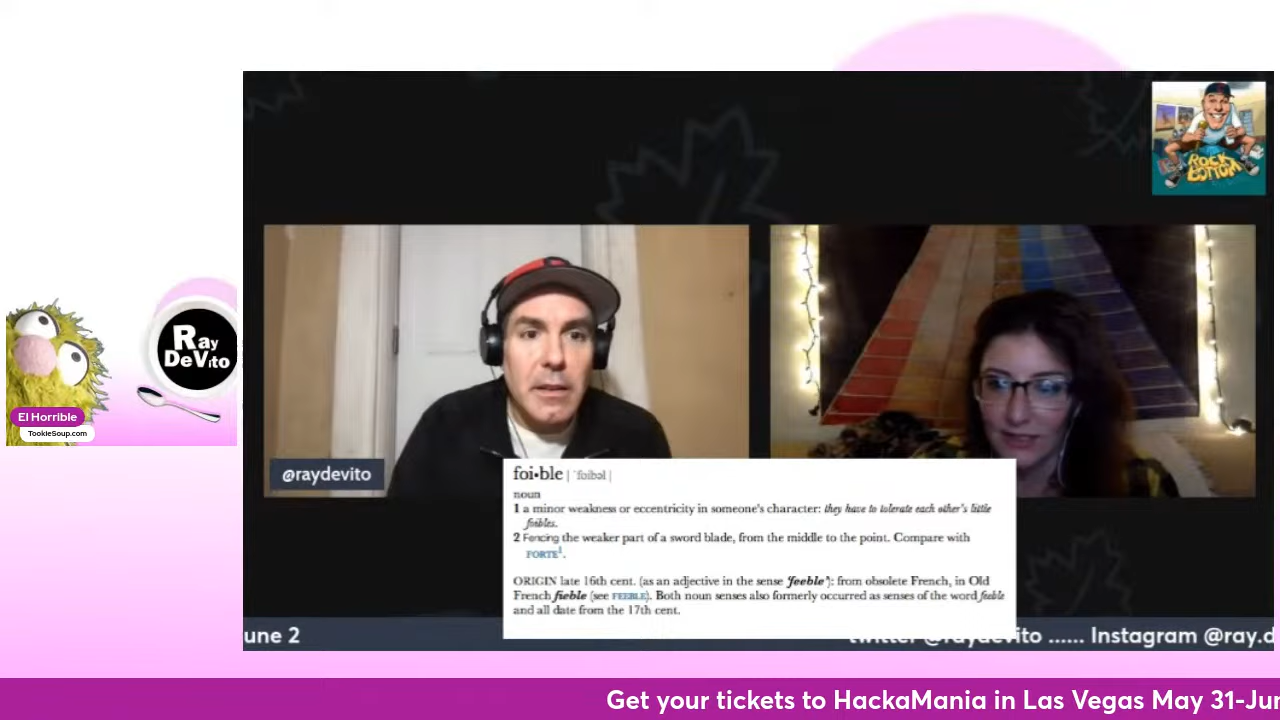 ROCK
BOTTOM
Ray
DeVito
El Horrible
TookieSoup.com
@raydevito
foi•ble | ˈfoibəl |
noun
1 a minor weakness or eccentricity in someone's character: they have to tolerate each other's little
foibles.
2 Fencing the weaker part of a sword blade, from the middle to the point. Compare with
FORTE¹.
ORIGIN late 16th cent. (as an adjective in the sense 'feeble'): from obsolete French, in Old
French fieble (see FEEBLE). Both noun senses also formerly occurred as senses of the word feeble
and all date from the 17th cent.
une 2 twitter @raydevito ...... Instagram @ray.d
Get your tickets to HackaMania in Las Vegas May 31-Jun